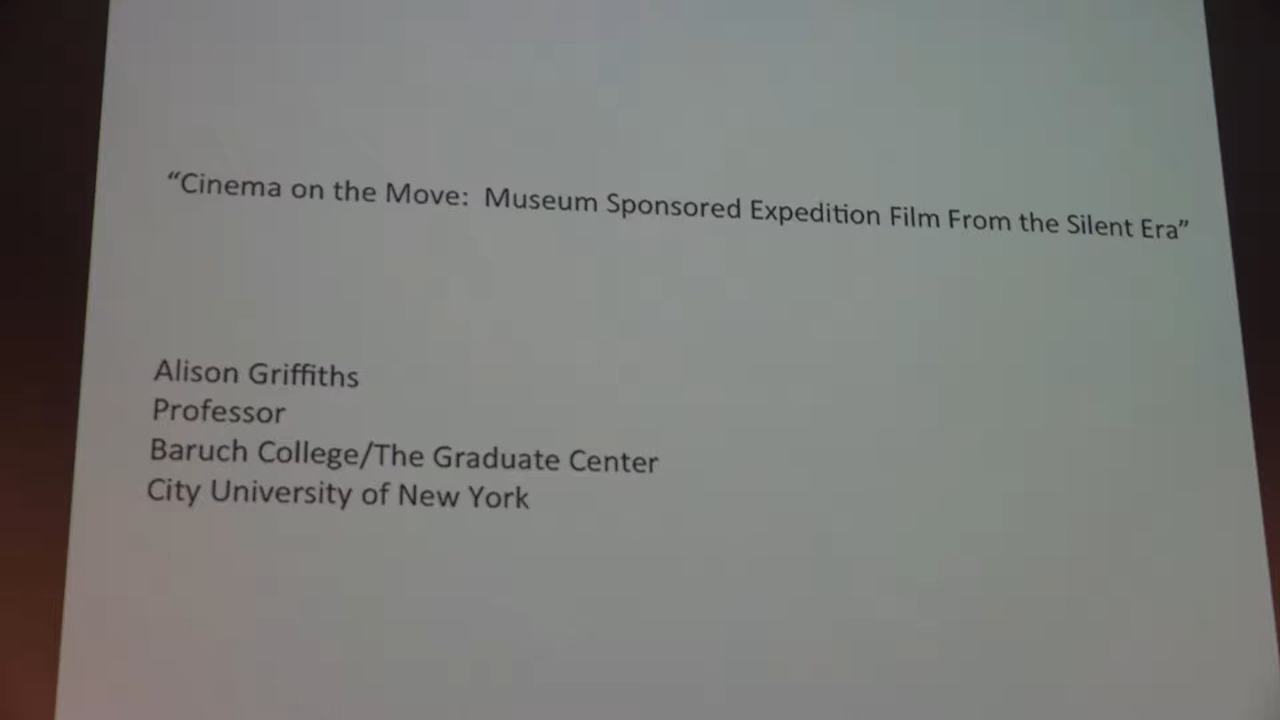 “Cinema on the Move:  Museum Sponsored Expedition Film From the Silent Era”
Alison Griffiths
Professor
Baruch College/The Graduate Center
City University of New York